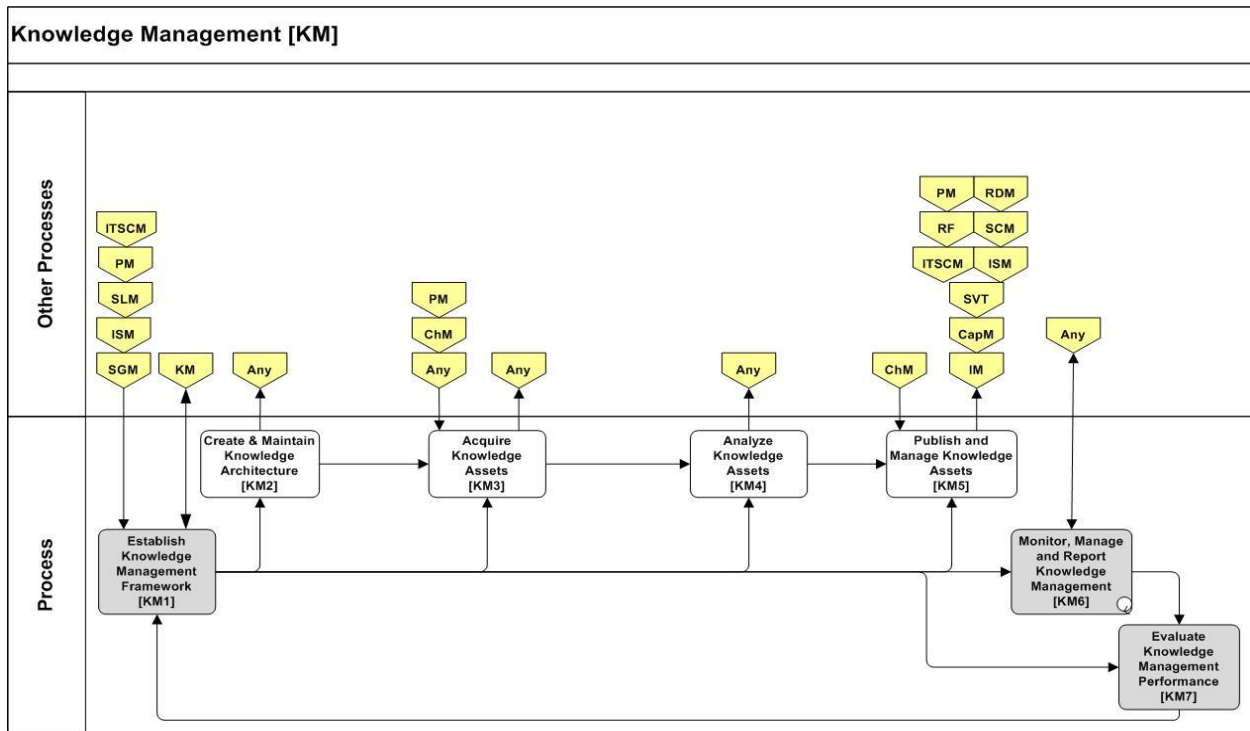 Knowledge Management [KM]
Other Processes
ITSCM
PM
SLM
ISM
SGM
KM
Any
PM
ChM
Any
Any
Any
ChM
PM
RDM
RF
SCM
ITSCM
ISM
SVT
CapM
IM
Any
Process
Establish
Knowledge
Management
Framework
[KM1]
Create & Maintain
Knowledge
Architecture
[KM2]
Acquire
Knowledge
Assets
[KM3]
Analyze
Knowledge
Assets
[KM4]
Publish and
Manage Knowledge
Assets
[KM5]
Monitor, Manage
and Report
Knowledge
Management
[KM6]
Evaluate
Knowledge
Management
Performance
[KM7]